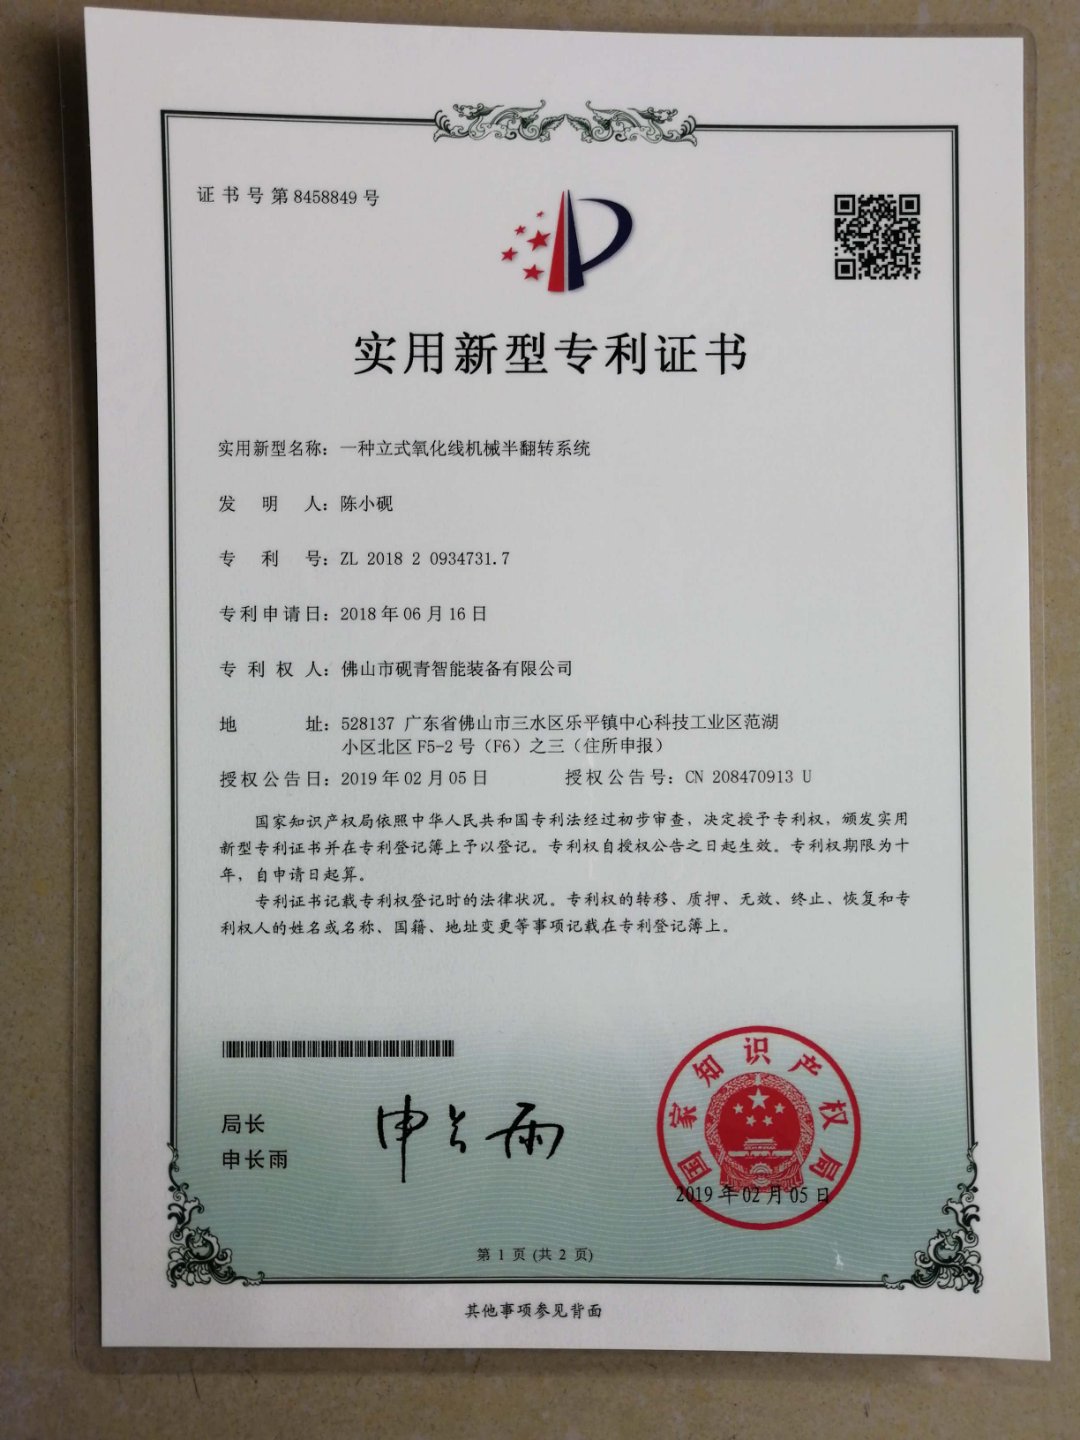 证书号第8458849号
实用新型专利证书
实用新型名称：一种立式氧化线机械半翻转系统
发明人：陈小砚
专利号：ZL 2018 2 0934731.7
专利申请日：2018年06月16日
专利权人：佛山市砚青智能装备有限公司
地址：528137 广东省佛山市三水区乐平镇中心科技工业区范湖
小区北区F5-2号（F6）之三（住所申报）
授权公告日：2019年02月05日 授权公告号：CN 208470913 U
国家知识产权局依照中华人民共和国专利法经过初步审查，决定授予专利权，颁发实用
新型专利证书并在专利登记簿上予以登记。专利权自授权公告之日起生效。专利权期限为十
年，自申请日起算。
专利证书记载专利权登记时的法律状况。专利权的转移、质押、无效、终止、恢复和专
利权人的姓名或名称、国籍、地址变更等事项记载在专利登记簿上。
局长
申长雨
申长雨
国家知识产权局
2019年02月05日
第 1 页 (共 2 页)
其他事项参见背面